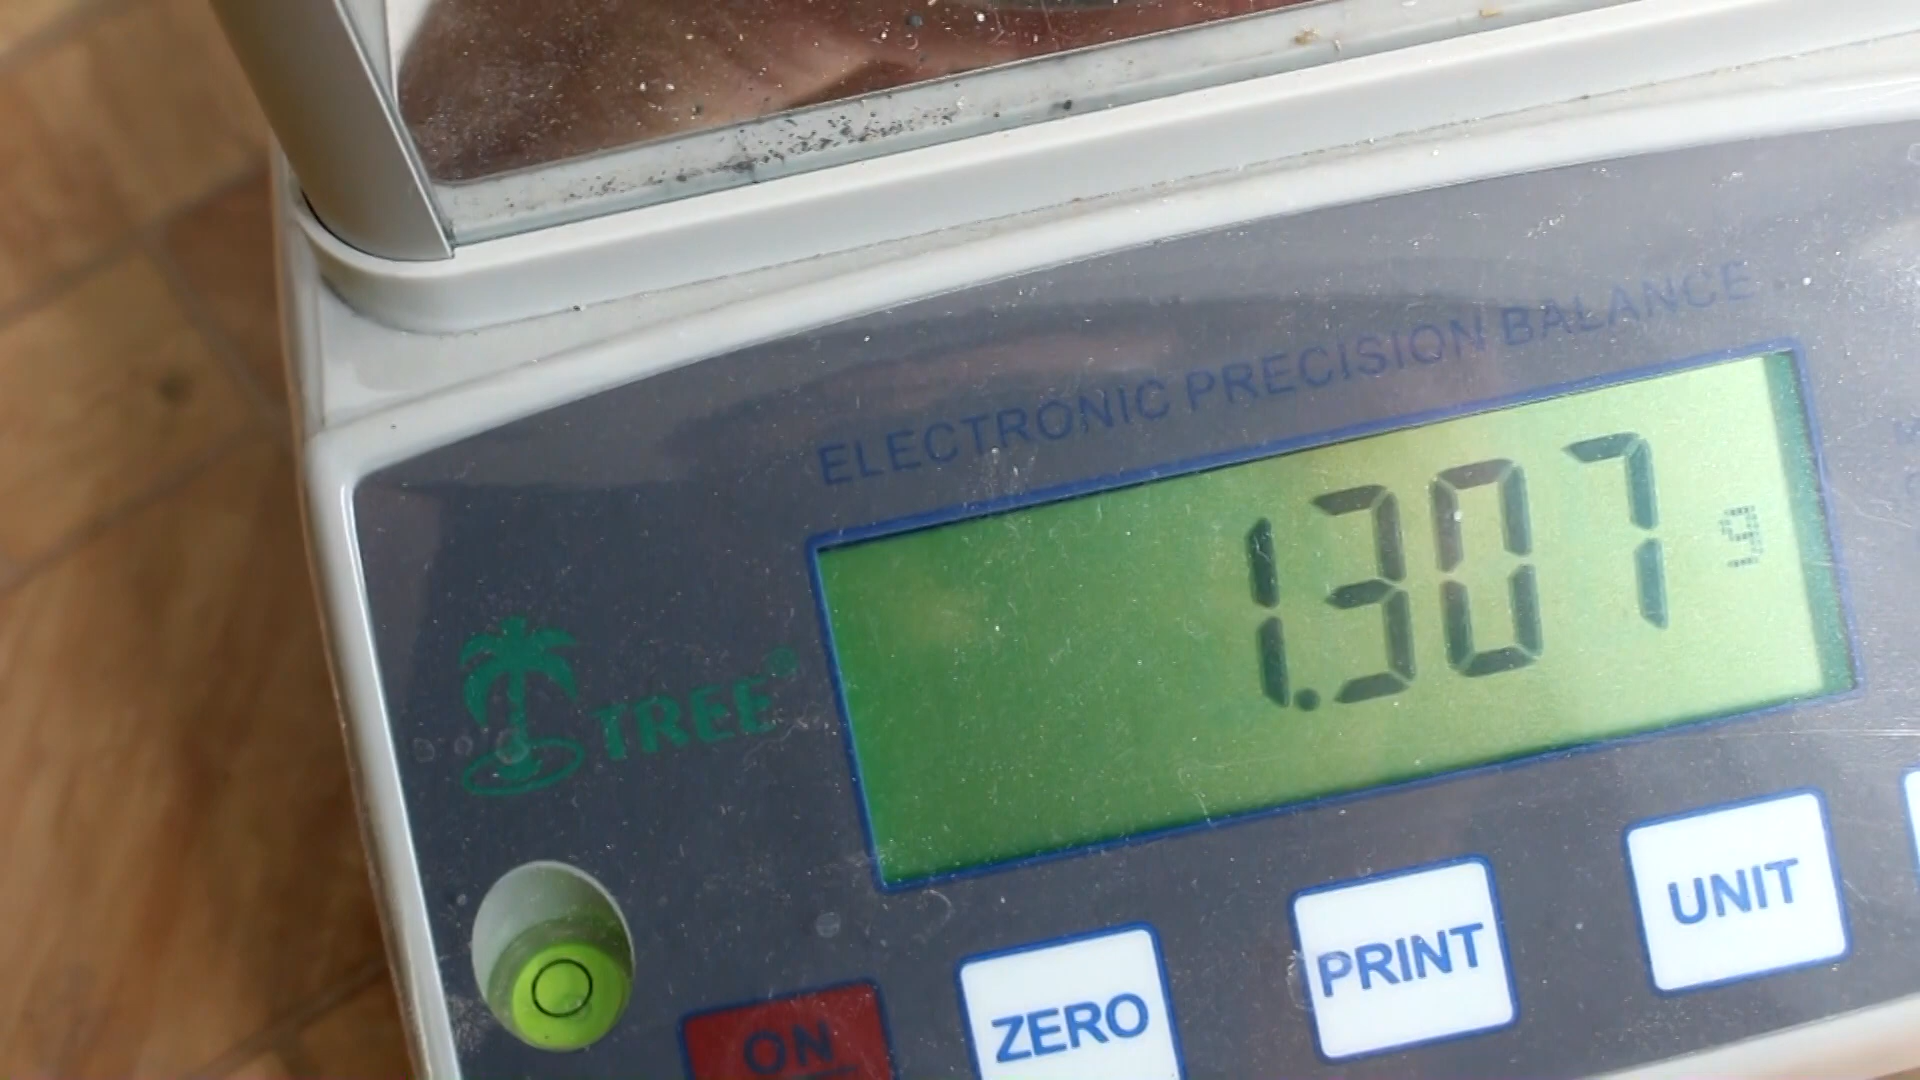 ELECTRONIC PRECISION BALANCE
1.307 g
TREE®
ON
ZERO
PRINT
UNIT